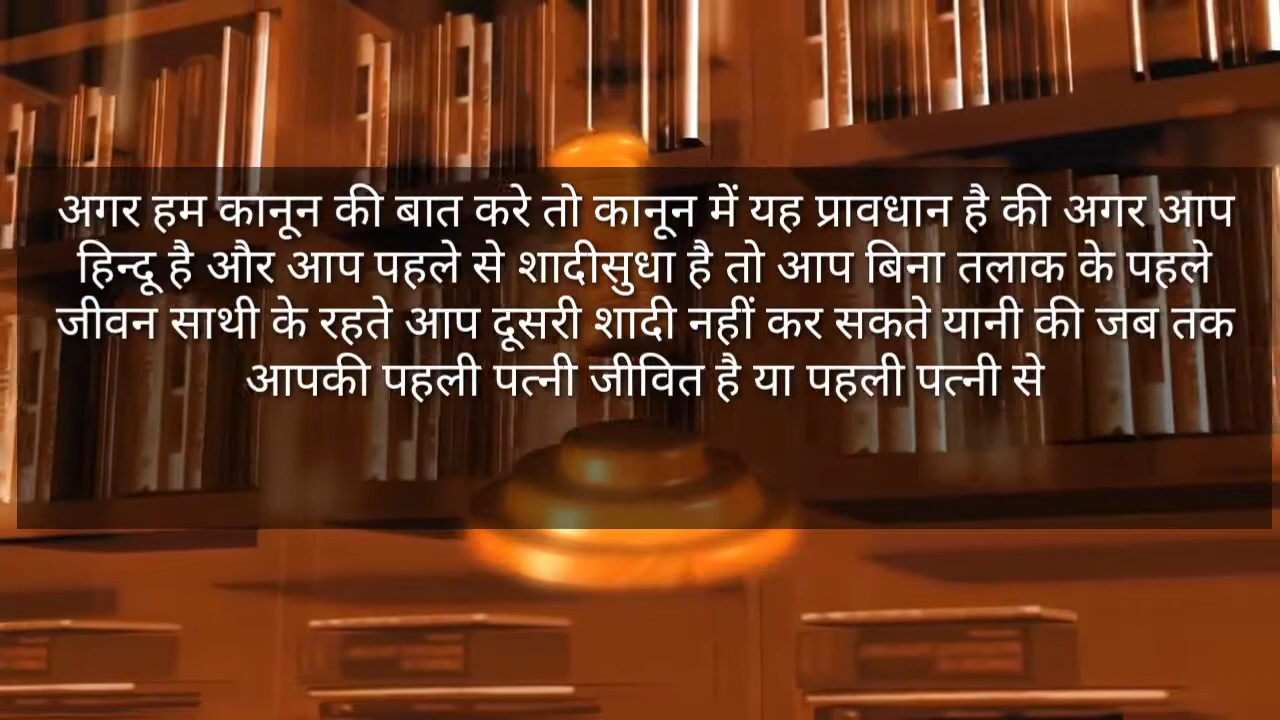 अगर हम कानून की बात करे तो कानून में यह प्रावधान है की अगर आप
हिन्दू है और आप पहले से शादीसुधा है तो आप बिना तलाक के पहले
जीवन साथी के रहते आप दूसरी शादी नहीं कर सकते यानी की जब तक
आपकी पहली पत्नी जीवित है या पहली पत्नी से